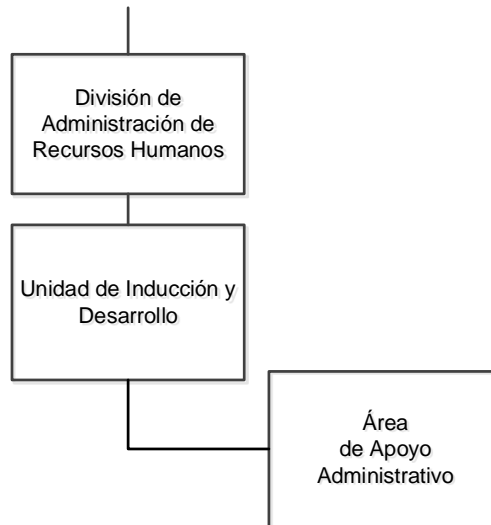 División de
Administración de
Recursos Humanos
Unidad de Inducción y
Desarrollo
Área
de Apoyo
Administrativo